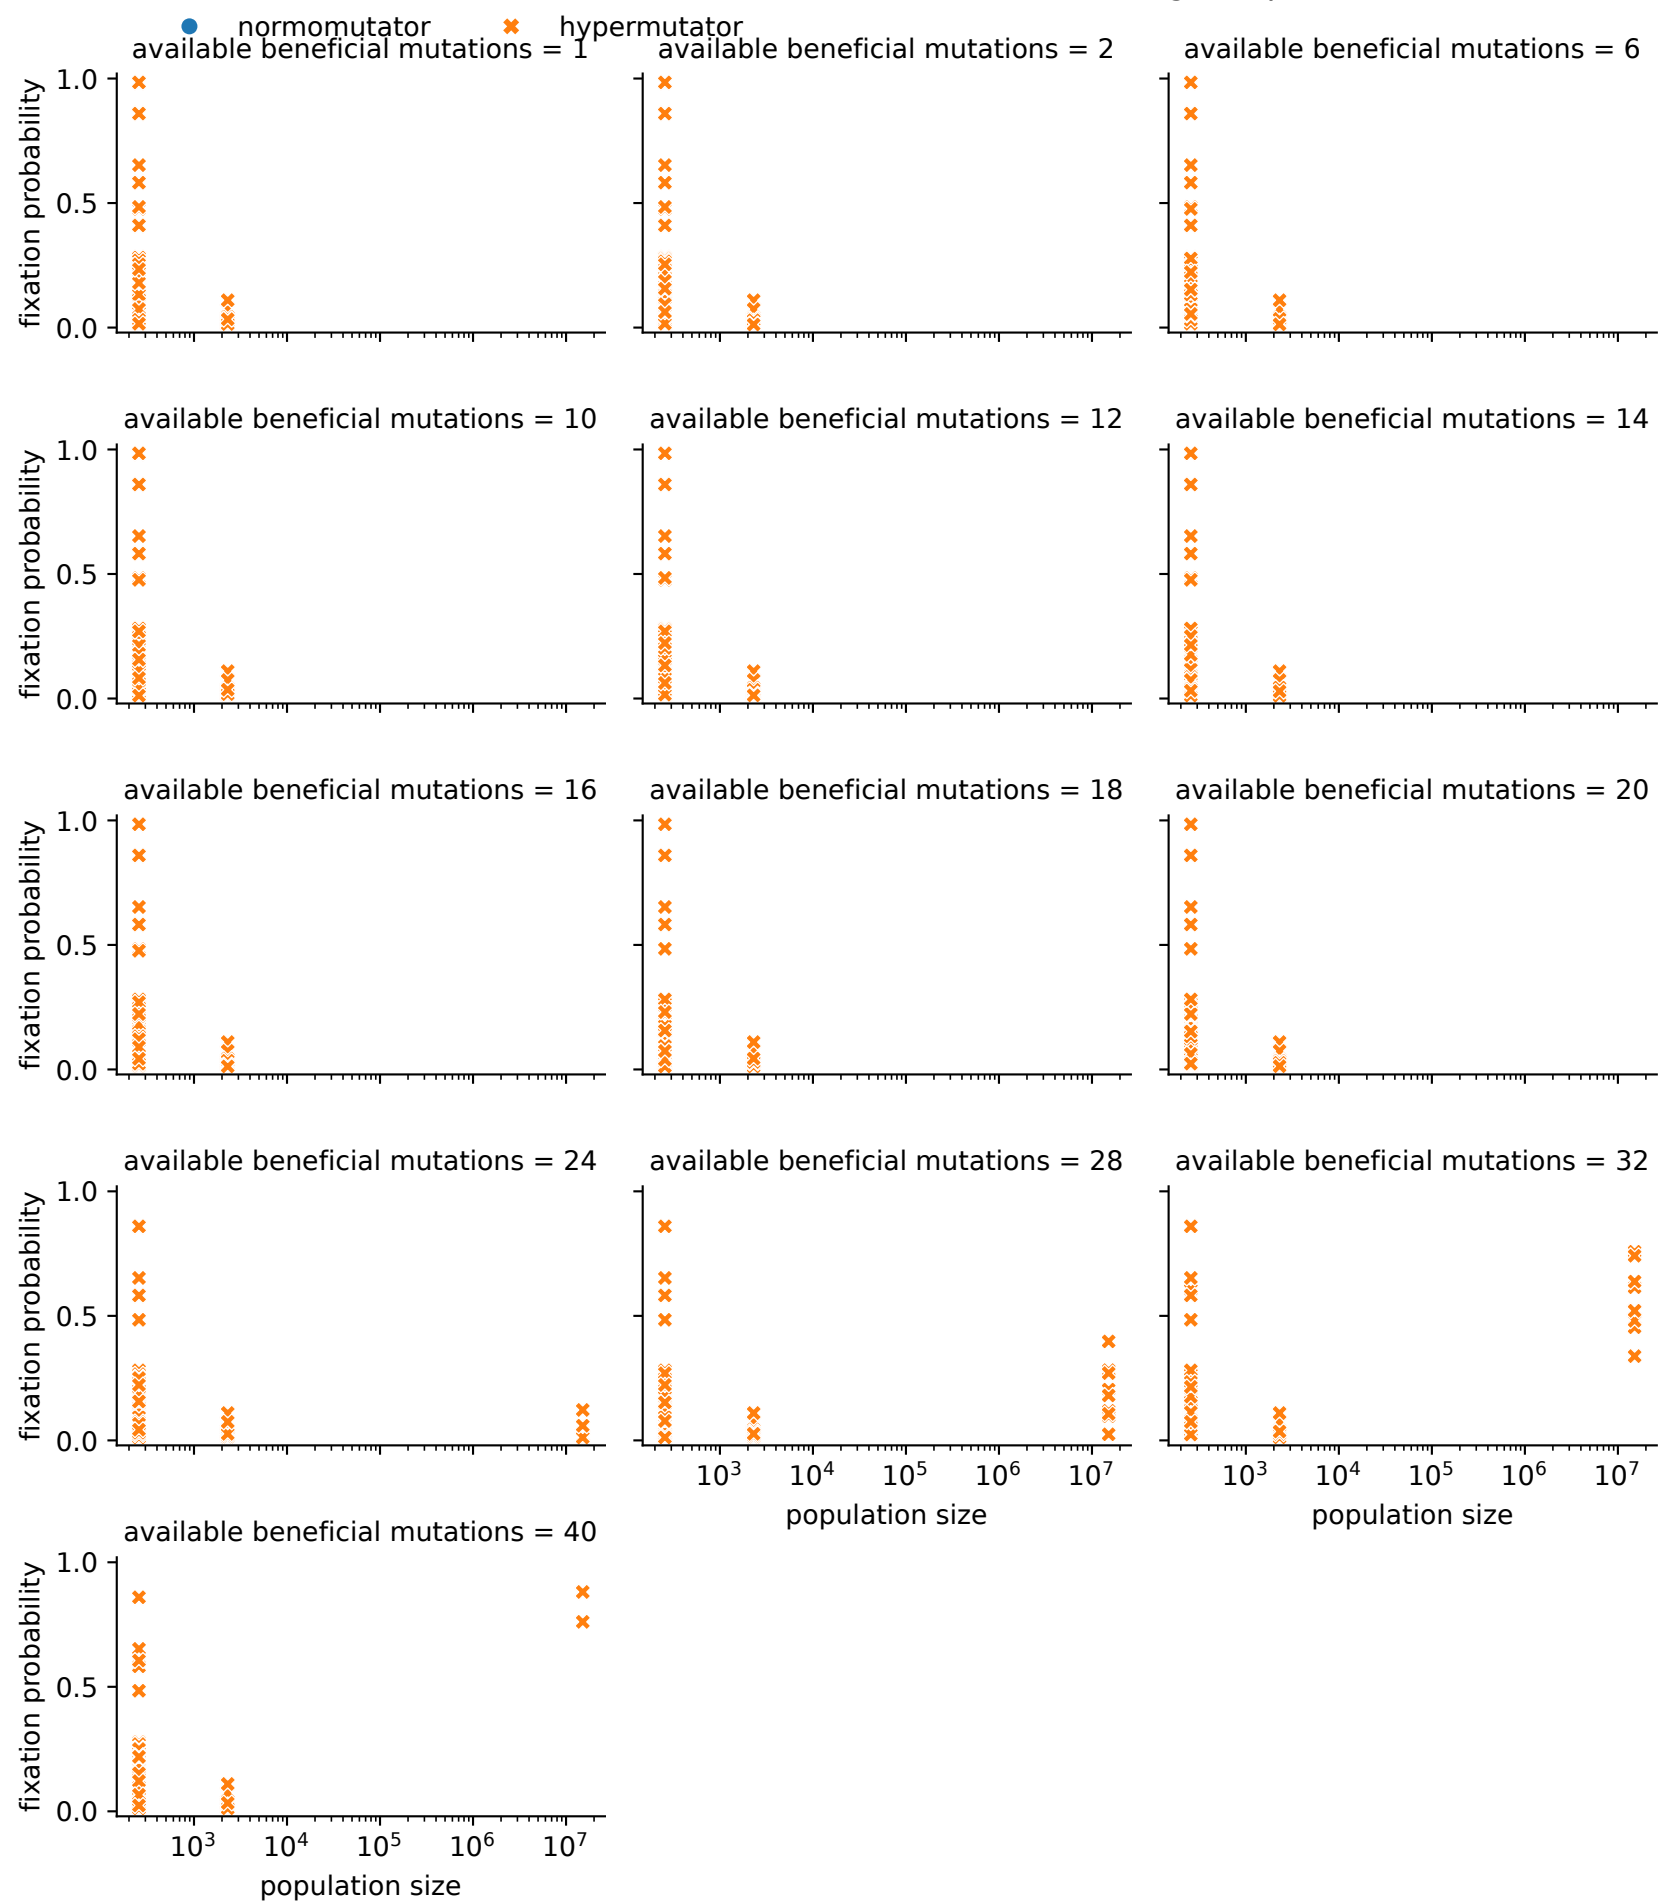 normomutator hypermutator
available beneficial mutations = 1 available beneficial mutations = 2 available beneficial mutations = 6
fixation probability
1.0
0.5
0.0
available beneficial mutations = 10 available beneficial mutations = 12 available beneficial mutations = 14
fixation probability
1.0
0.5
0.0
available beneficial mutations = 16 available beneficial mutations = 18 available beneficial mutations = 20
fixation probability
1.0
0.5
0.0
available beneficial mutations = 24 available beneficial mutations = 28 available beneficial mutations = 32
fixation probability
1.0
0.5
0.0
10³ 10⁴ 10⁵ 10⁶ 10⁷ 10³ 10⁴ 10⁵ 10⁶ 10⁷
population size population size
available beneficial mutations = 40
fixation probability
1.0
0.5
0.0
10³ 10⁴ 10⁵ 10⁶ 10⁷
population size